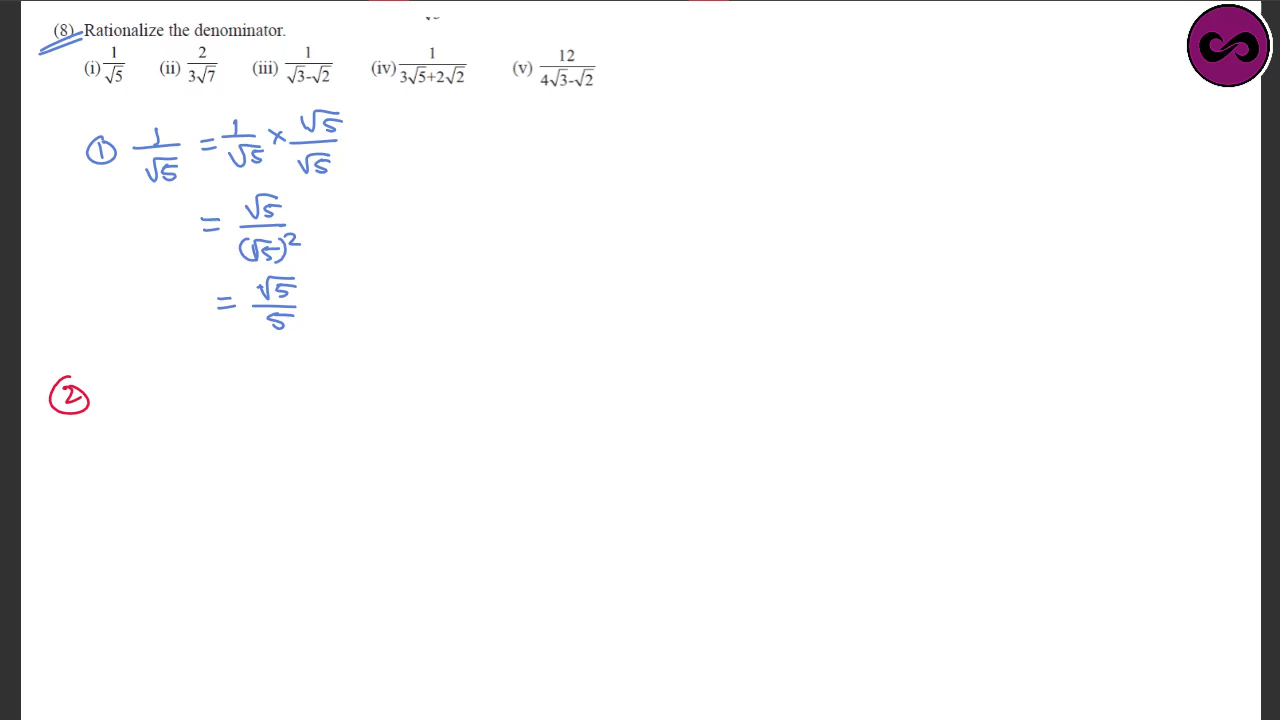 (8) Rationalize the denominator.
(i) 1/√5 (ii) 2/3√7 (iii) 1/√3-√2 (iv) 1/3√5+2√2 (v) 12/4√3-√2
① 1/√5 = 1/√5 × √5/√5
= √5/(√5)²
= √5/5
②